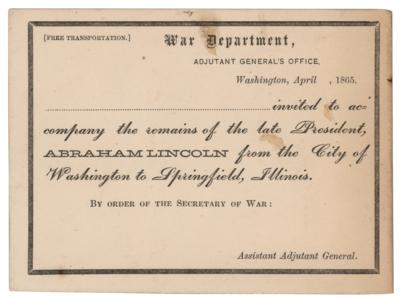 [FREE TRANSPORTATION.]
War Department,
ADJUTANT GENERAL'S OFFICE,
Washington, April , 1865.
invited to ac-
company the remains of the late President,
ABRAHAM LINCOLN from the City of
Washington to Springfield, Illinois.
BY ORDER OF THE SECRETARY OF WAR:
Assistant Adjutant General.